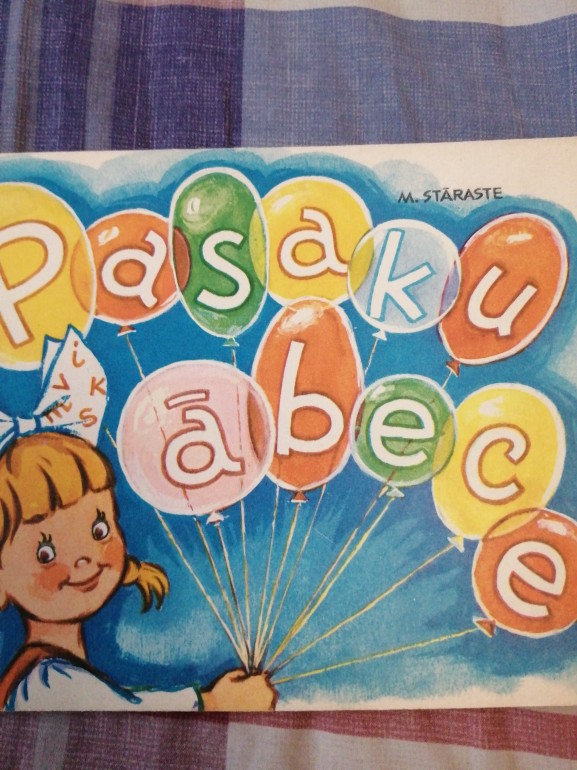 M. STĀRASTE
Pasaku
ābece
i
v K
m s